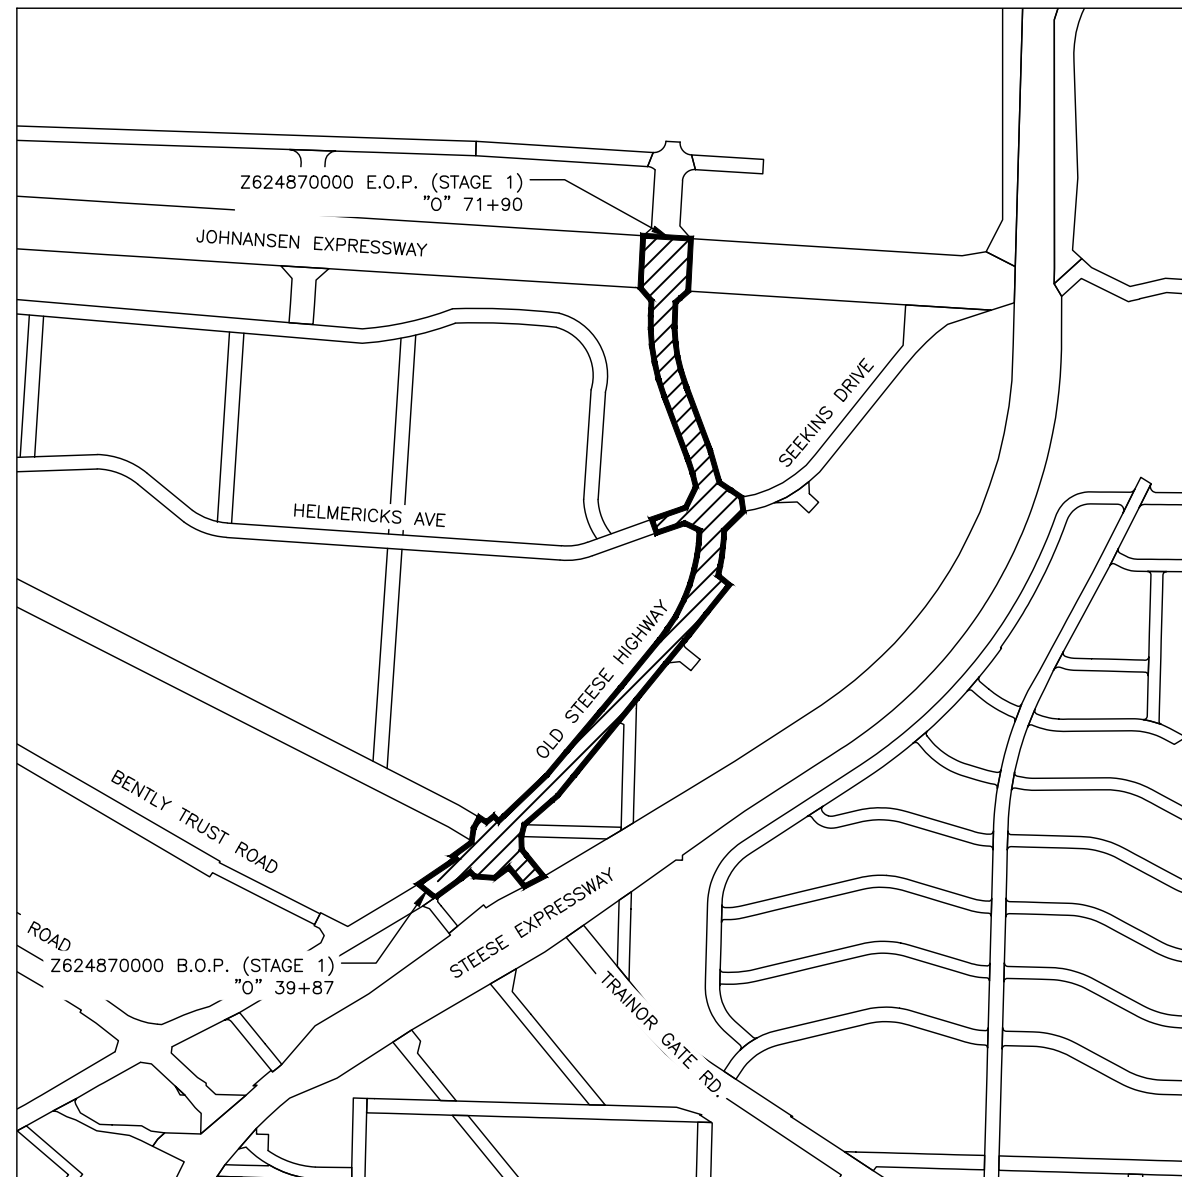 Z624870000 E.O.P. (STAGE 1)
"O" 71+90
JOHNANSEN EXPRESSWAY
SEEKINS DRIVE
HELMERICKS AVE
OLD STEESE HIGHWAY
BENTLY TRUST ROAD
STEESE EXPRESSWAY
ROAD
Z624870000 B.O.P. (STAGE 1)
"O" 39+87
TRAINOR GATE RD.